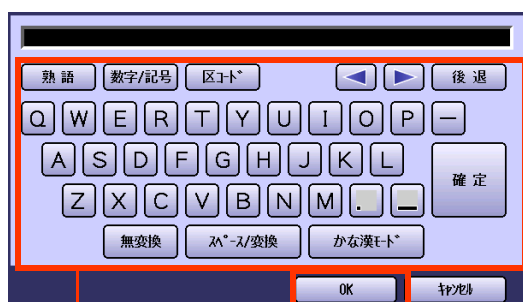 熟語 数字/記号 区ｺｰﾄﾞ 後退
Q W E R T Y U I O P ー
A S D F G H J K L 確定
Z X C V B N M . _
無変換 ｽﾍﾟｰｽ/変換 かな漢ﾓｰﾄﾞ
OK ｷｬﾝｾﾙ